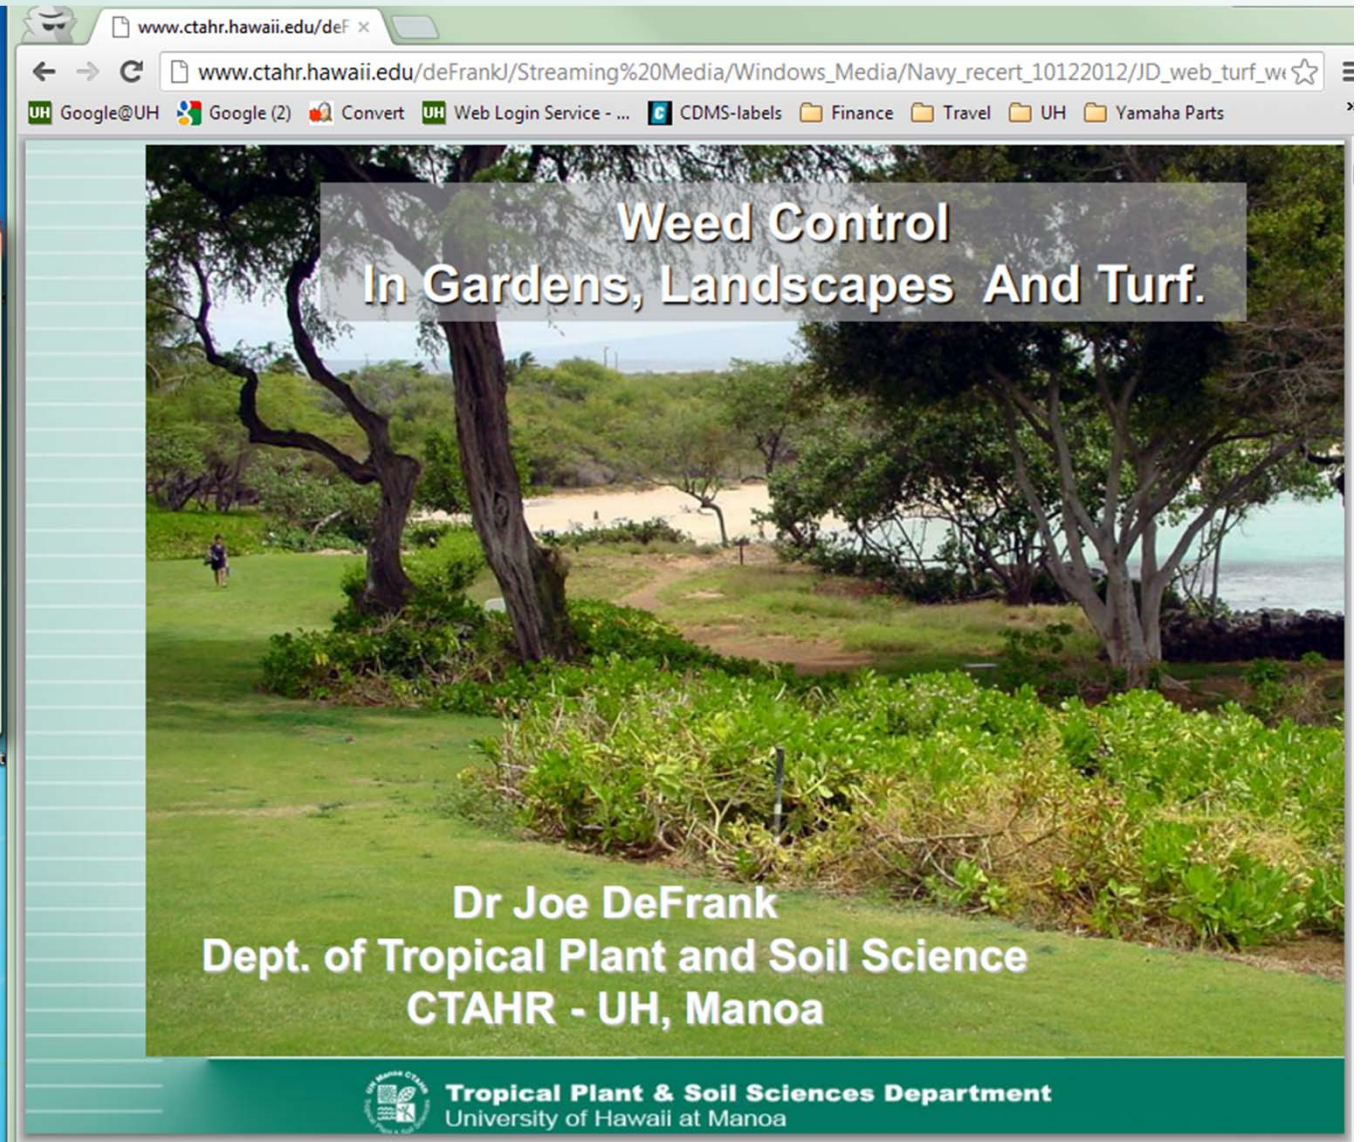 www.ctahr.hawaii.edu/deF
www.ctahr.hawaii.edu/deFrankJ/Streaming%20Media/Windows_Media/Navy_recert_10122012/JD_web_turf_we
UH Google@UH Google (2) Convert UH Web Login Service - ... C CDMS-labels Finance Travel UH Yamaha Parts »
Weed Control
In Gardens, Landscapes And Turf.
Dr Joe DeFrank
Dept. of Tropical Plant and Soil Science
CTAHR - UH, Manoa
Tropical Plant & Soil Sciences Department
University of Hawaii at Manoa